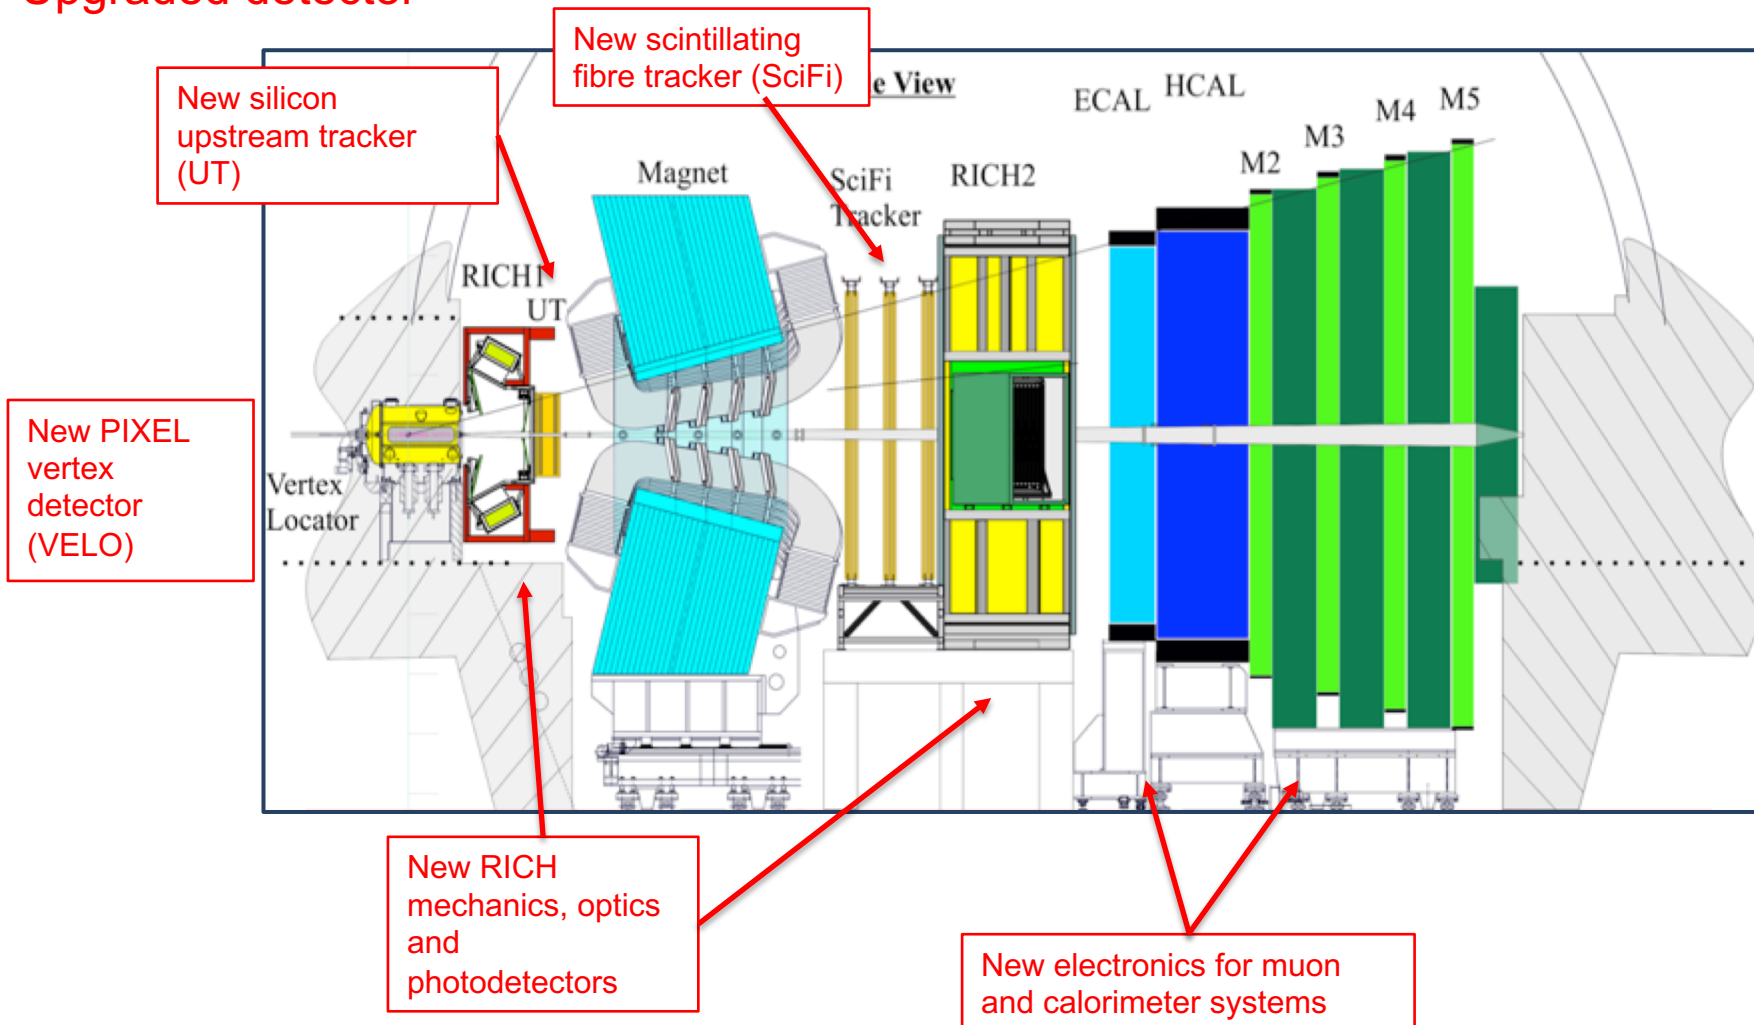 Upgraded detector
New scintillating
fibre tracker (SciFi)
e View
New silicon
upstream tracker
(UT)
ECAL
HCAL
M5
M4
M3
M2
Magnet
SciFi
Tracker
RICH2
RICH1
UT
New PIXEL
vertex
detector
(VELO)
Vertex
Locator
New RICH
mechanics, optics
and
photodetectors
New electronics for muon
and calorimeter systems